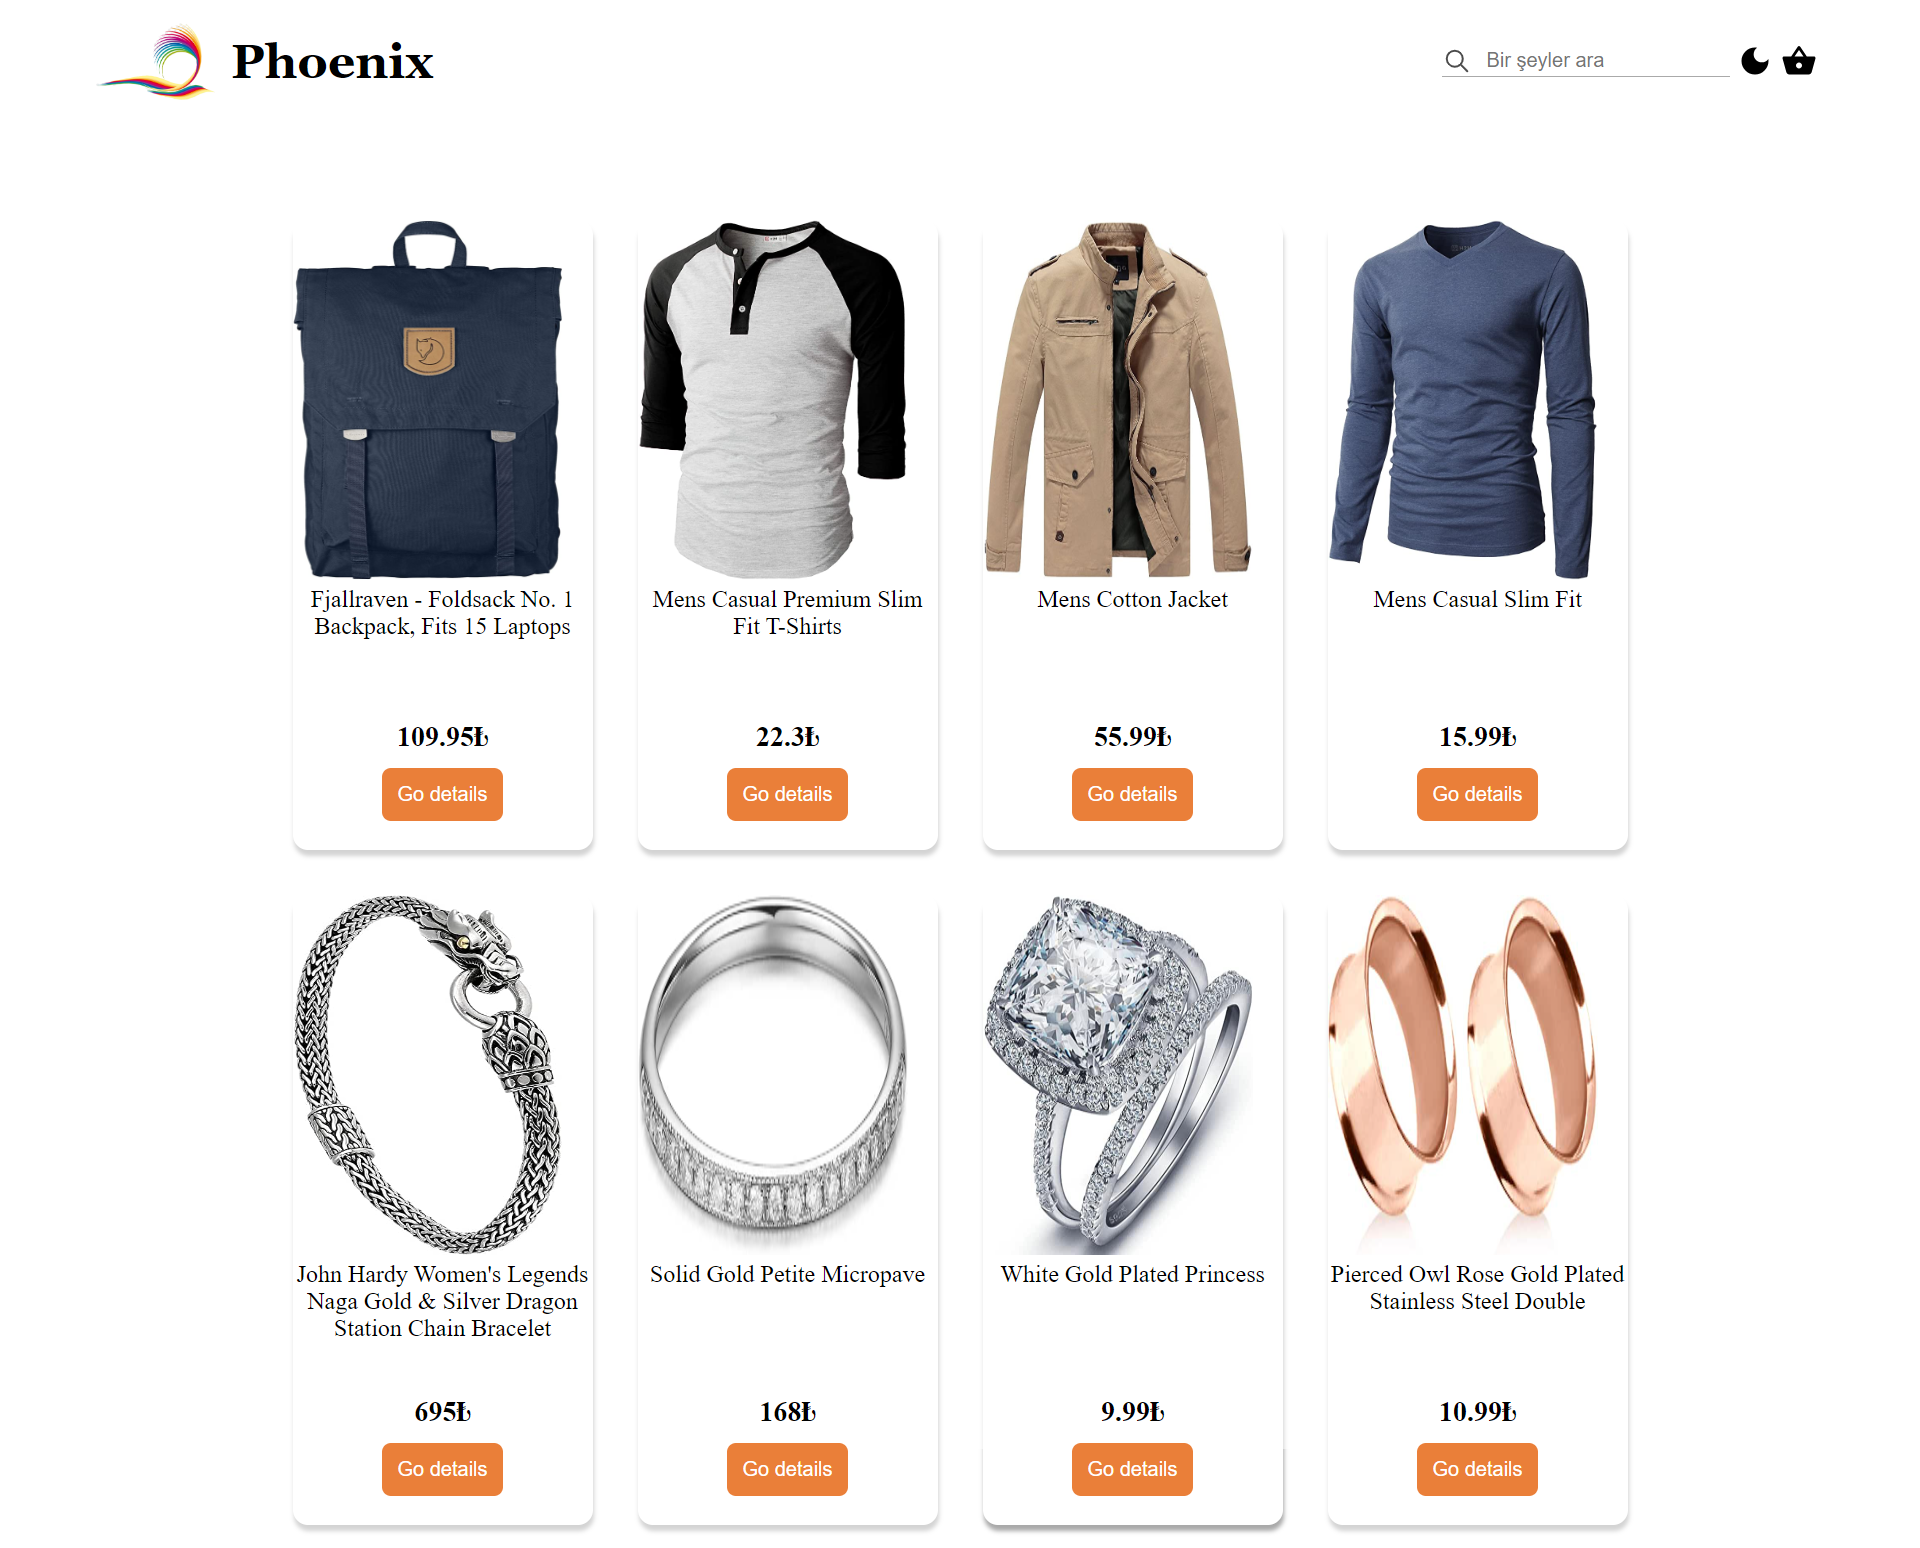 Phoenix
Bir şeyler ara
Fjallraven - Foldsack No. 1
Backpack, Fits 15 Laptops
Mens Casual Premium Slim
Fit T-Shirts
Mens Cotton Jacket
Mens Casual Slim Fit
109.95₺
22.3₺
55.99₺
15.99₺
Go details
Go details
Go details
Go details
John Hardy Women's Legends
Naga Gold & Silver Dragon
Station Chain Bracelet
Solid Gold Petite Micropave
White Gold Plated Princess
Pierced Owl Rose Gold Plated
Stainless Steel Double
695₺
168₺
9.99₺
10.99₺
Go details
Go details
Go details
Go details